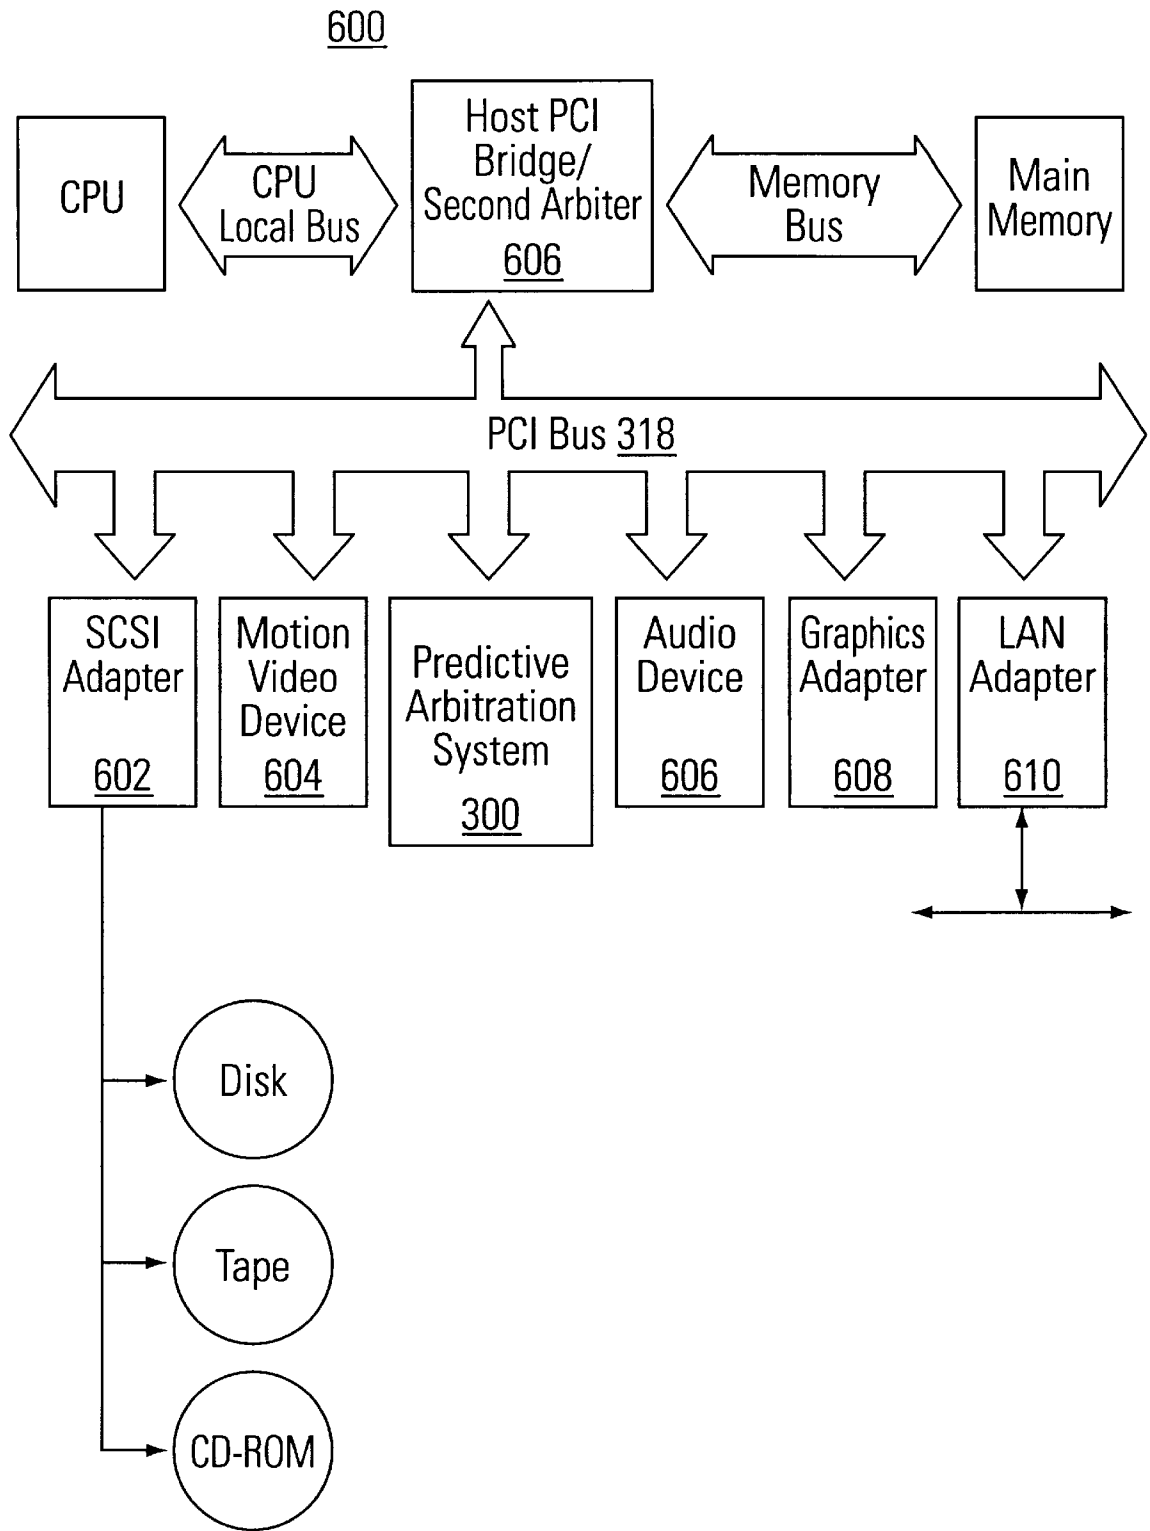 600
CPU
CPU
Local Bus
Host PCI
Bridge/
Second Arbiter
606
Memory
Bus
Main
Memory
PCI Bus 318
SCSI
Adapter
602
Motion
Video
Device
604
Predictive
Arbitration
System
300
Audio
Device
606
Graphics
Adapter
608
LAN
Adapter
610
Disk
Tape
CD-ROM